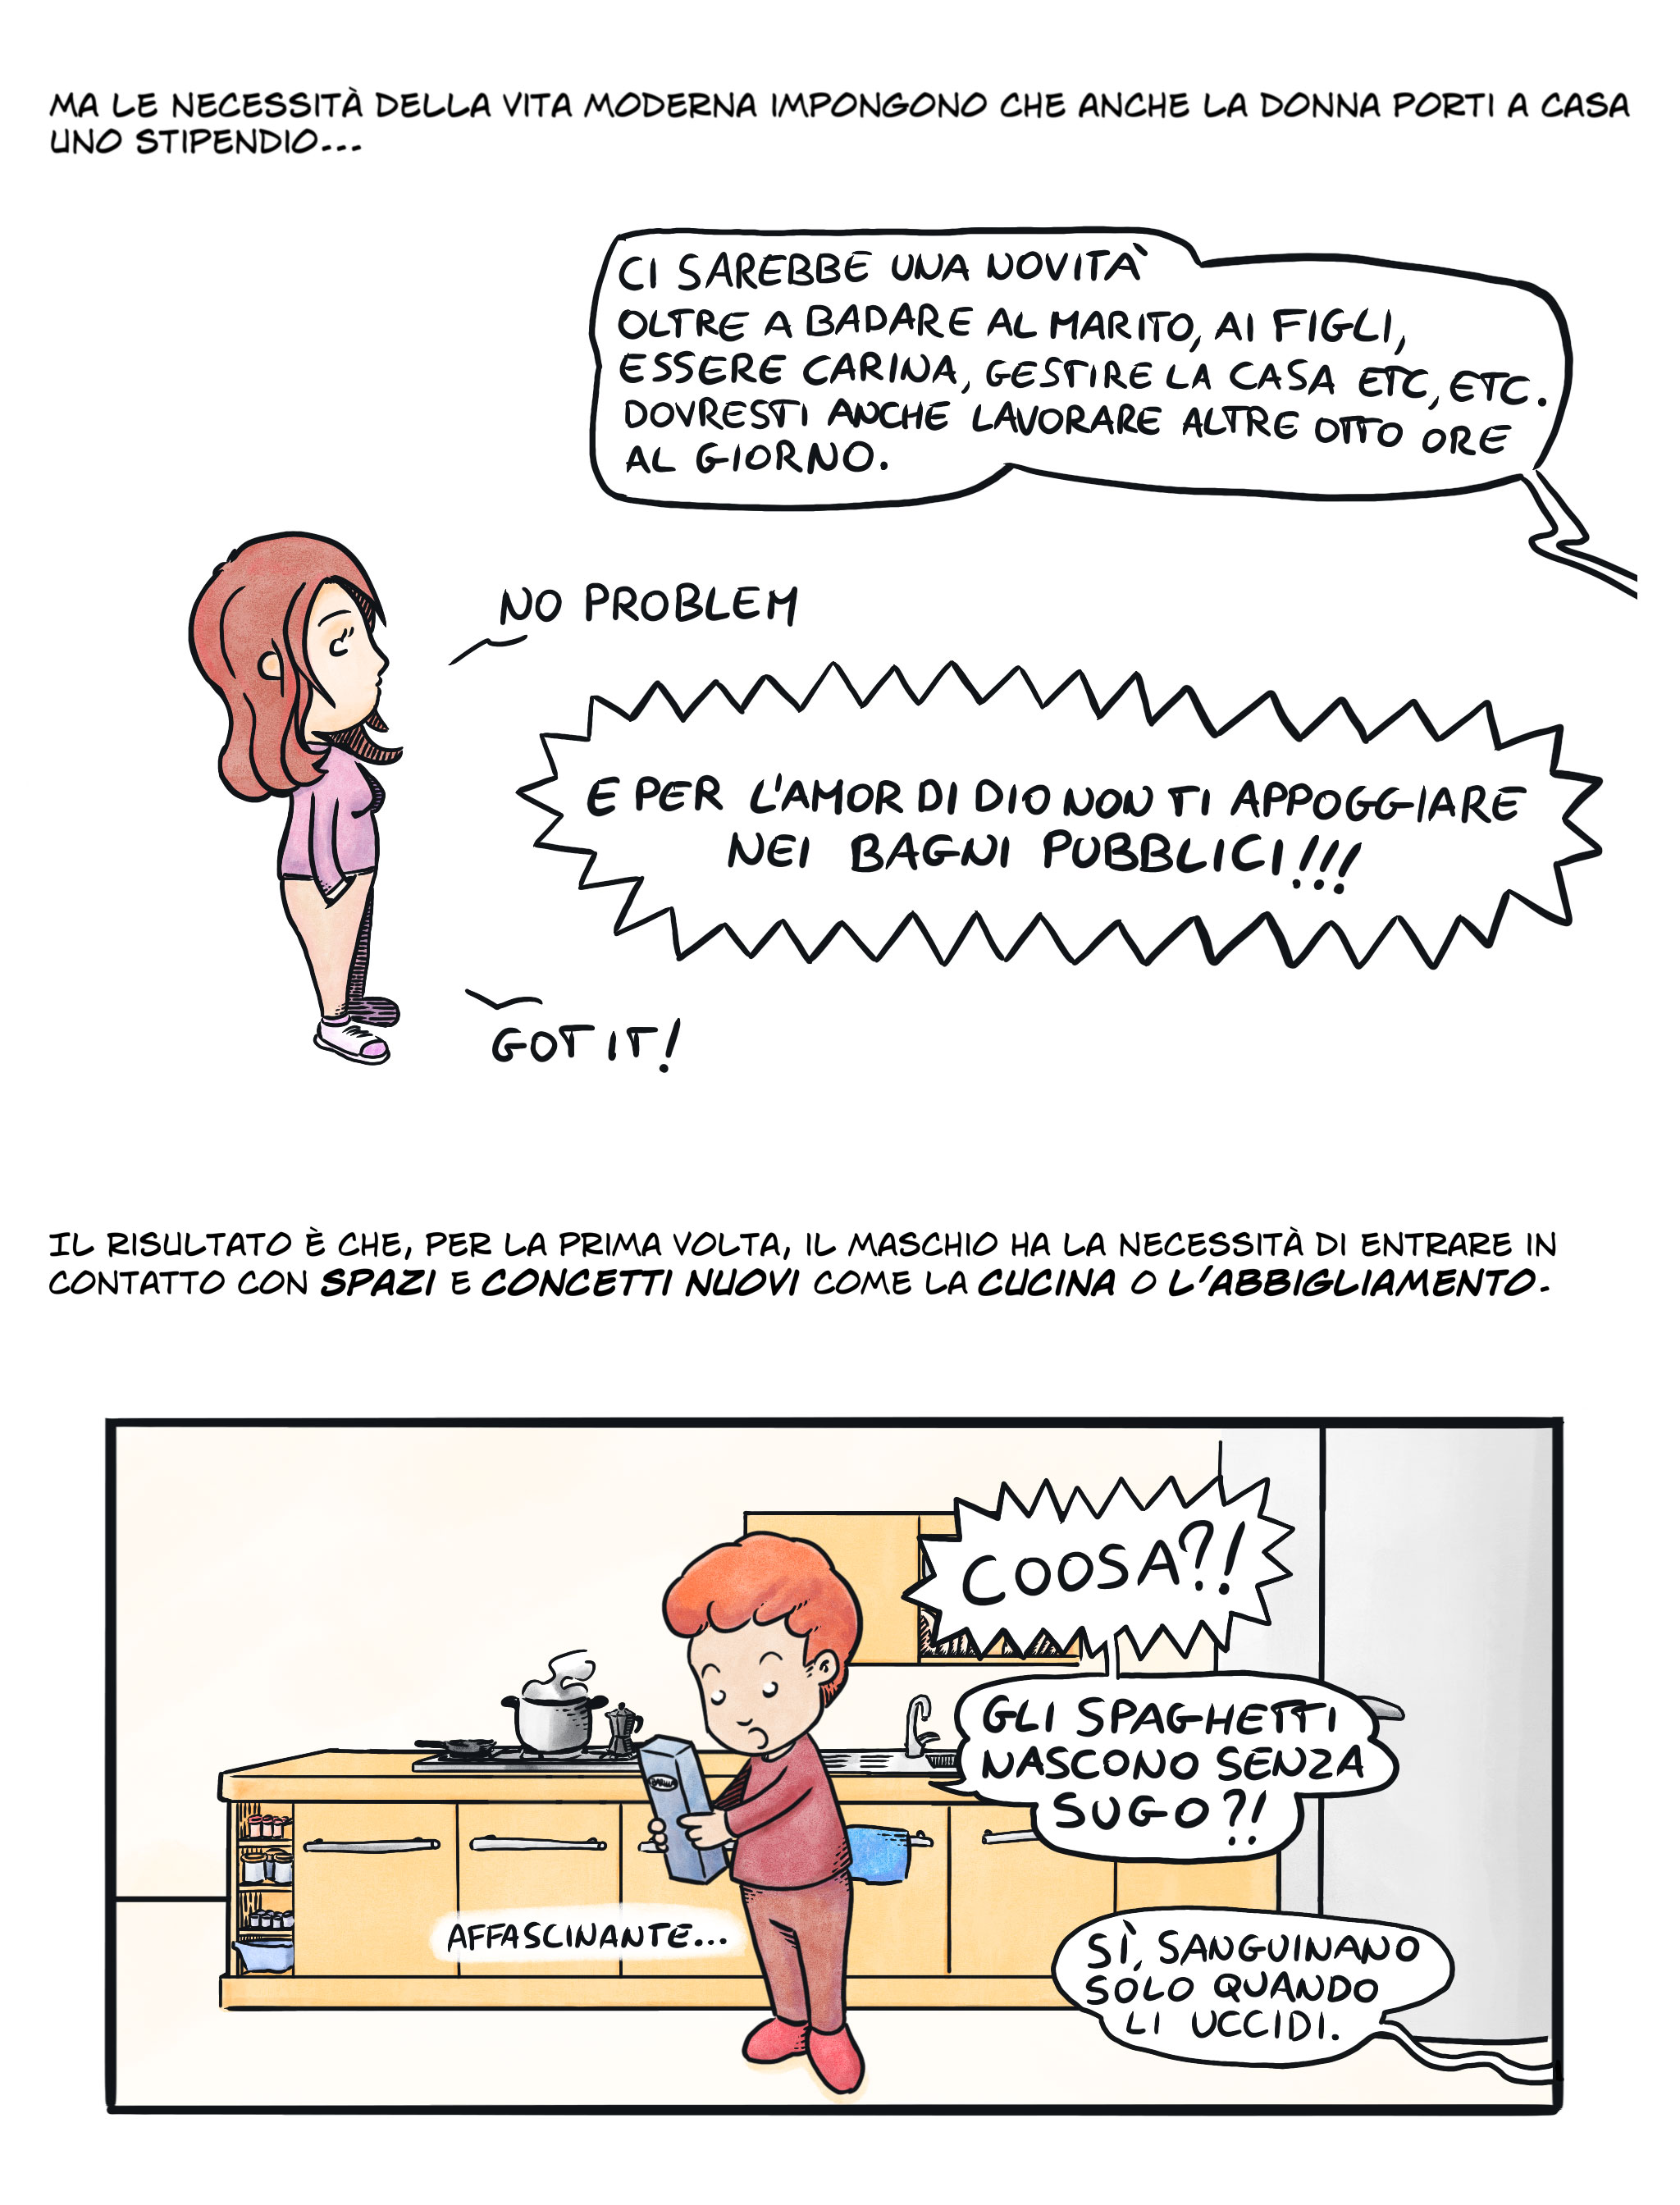 MA LE NECESSITÀ DELLA VITA MODERNA IMPONGONO CHE ANCHE LA DONNA PORTI A CASA
UNO STIPENDIO...
CI SAREBBE UNA NOVITÀ
OLTRE A BADARE AL MARITO, AI FIGLI,
ESSERE CARINA, GESTIRE LA CASA ETC, ETC.
DOVRESTI ANCHE LAVORARE ALTRE OTTO ORE
AL GIORNO.
NO PROBLEM
E PER L'AMOR DI DIO NON TI APPOGGIARE
NEI BAGNI PUBBLICI!!!
GOT IT!
IL RISULTATO È CHE, PER LA PRIMA VOLTA, IL MASCHIO HA LA NECESSITÀ DI ENTRARE IN
CONTATTO CON SPAZI E CONCETTI NUOVI COME LA CUCINA O L'ABBIGLIAMENTO.
COOSA?!
GLI SPAGHETTI
NASCONO SENZA
SUGO?!
SÌ, SANGUINANO
SOLO QUANDO
LI UCCIDI.
AFFASCINANTE...